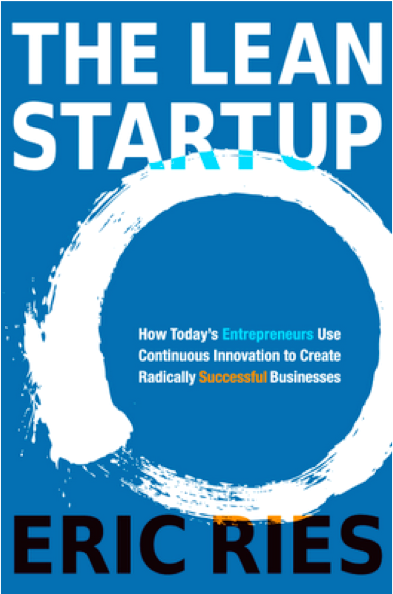 THE LEAN
STARTUP
How Today's Entrepreneurs Use
Continuous Innovation to Create
Radically Successful Businesses
ERIC RIES